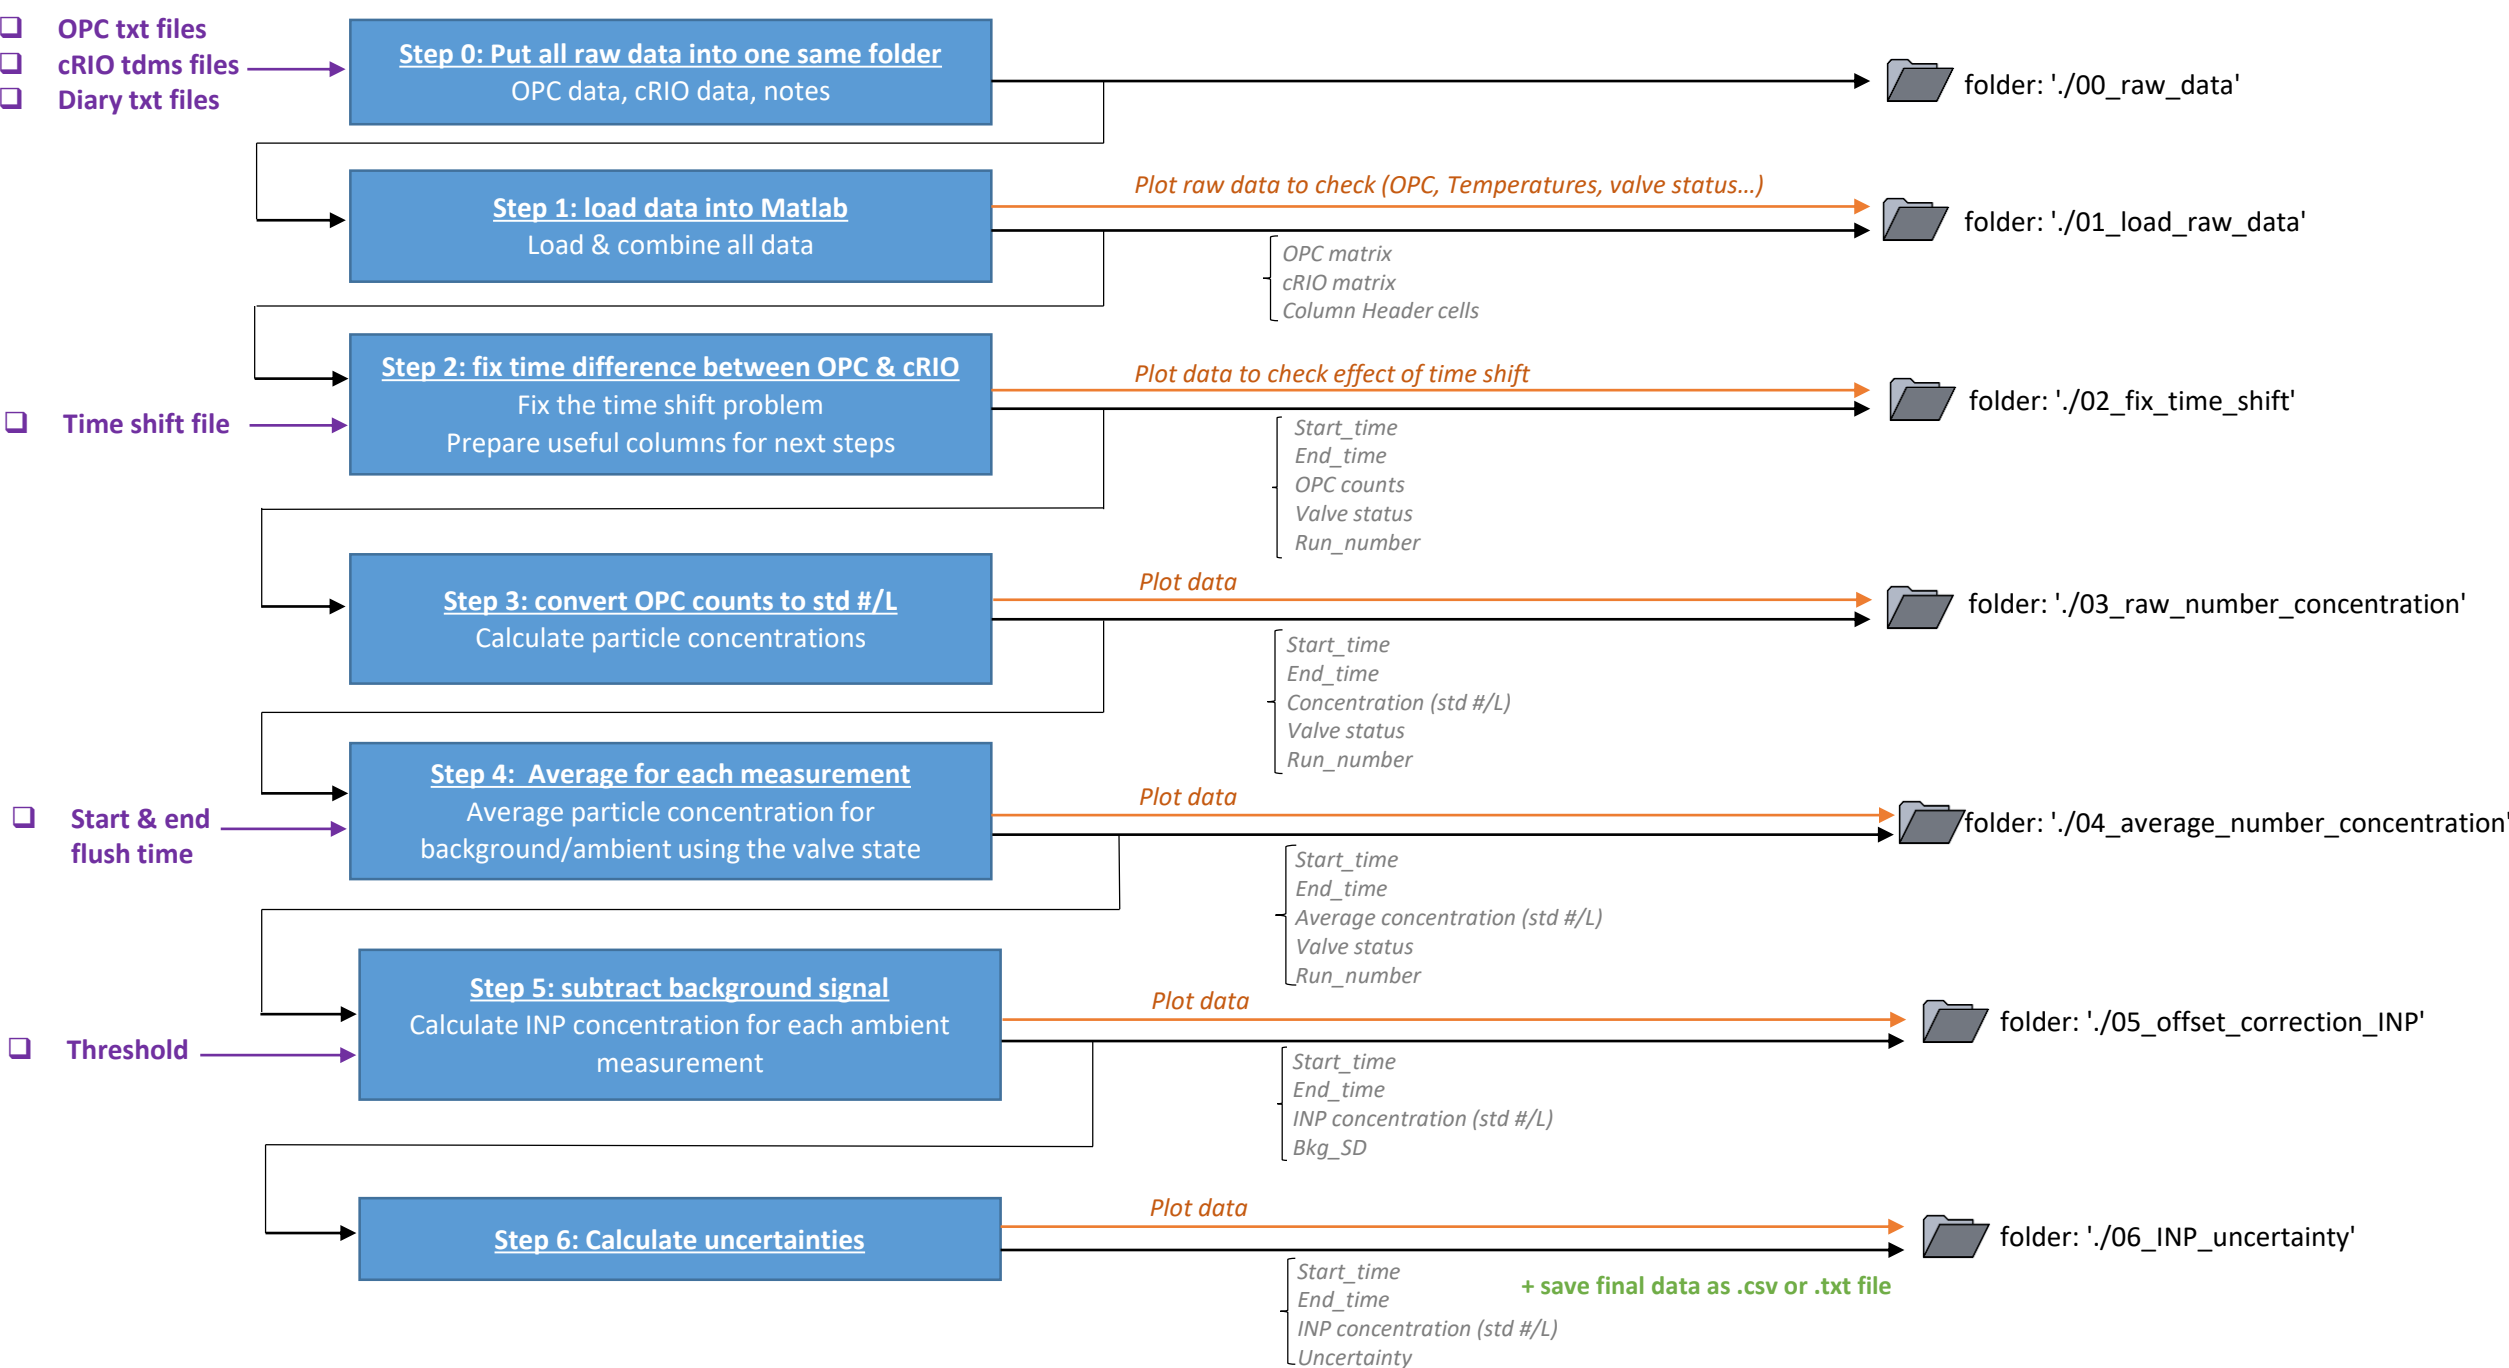 OPC txt files
cRIO tdms files
Diary txt files
Step 0: Put all raw data into one same folder
OPC data, cRIO data, notes
folder: './00_raw_data'
Step 1: load data into Matlab
Load & combine all data
Plot raw data to check (OPC, Temperatures, valve status...)
folder: './01_load_raw_data'
OPC matrix
cRIO matrix
Column Header cells
Time shift file
Step 2: fix time difference between OPC & cRIO
Fix the time shift problem
Prepare useful columns for next steps
Plot data to check effect of time shift
folder: './02_fix_time_shift'
Start_time
End_time
OPC counts
Valve status
Run_number
Step 3: convert OPC counts to std #/L
Calculate particle concentrations
Plot data
folder: './03_raw_number_concentration'
Start_time
End_time
Concentration (std #/L)
Valve status
Run_number
Start & end
flush time
Step 4: Average for each measurement
Average particle concentration for
background/ambient using the valve state
Plot data
folder: './04_average_number_concentration'
Start_time
End_time
Average concentration (std #/L)
Valve status
Run_number
Threshold
Step 5: subtract background signal
Calculate INP concentration for each ambient
measurement
Plot data
folder: './05_offset_correction_INP'
Start_time
End_time
INP concentration (std #/L)
Bkg_SD
Step 6: Calculate uncertainties
Plot data
folder: './06_INP_uncertainty'
Start_time
End_time
INP concentration (std #/L)
Uncertainty
+ save final data as .csv or .txt file